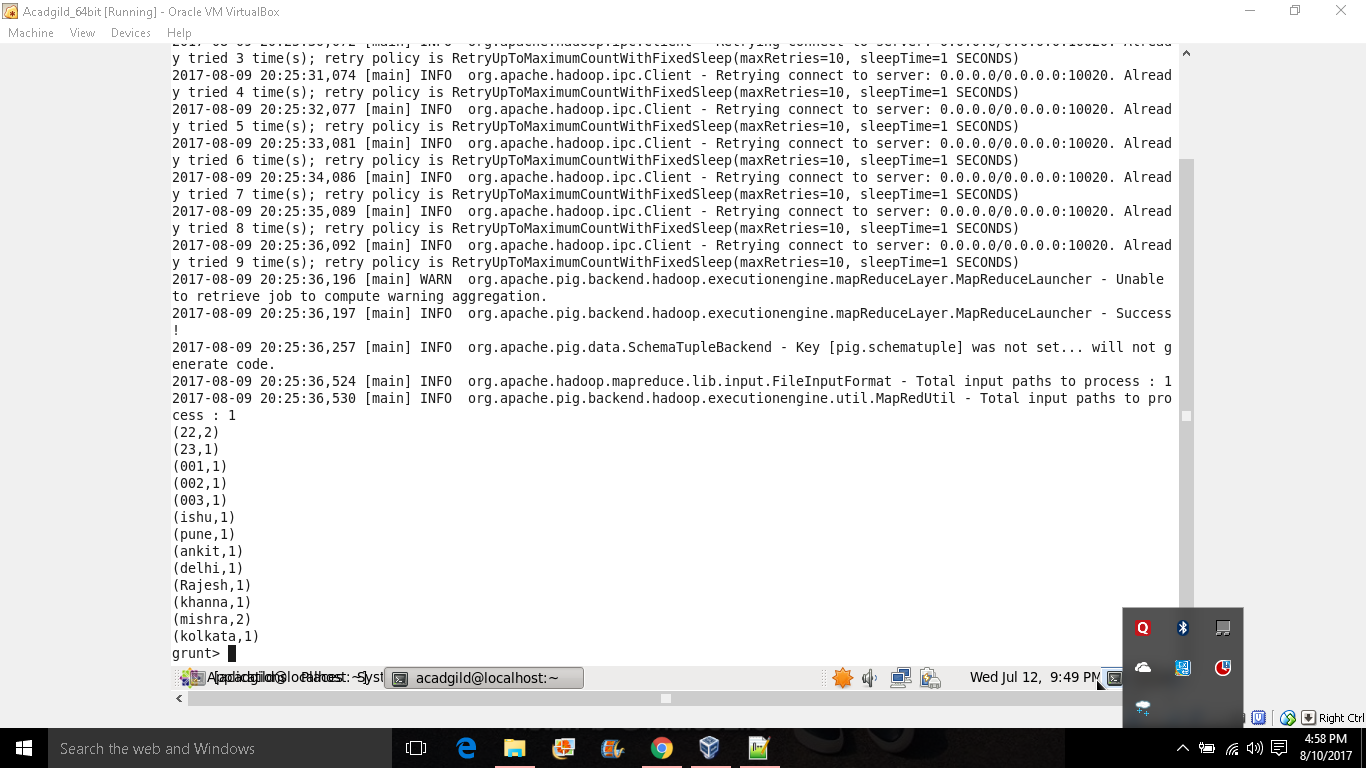 Acadgild_64bit [Running] - Oracle VM VirtualBox
Machine View Devices Help
y tried 3 time(s); retry policy is RetryUpToMaximumCountWithFixedSleep(maxRetries=10, sleepTime=1 SECONDS)
2017-08-09 20:25:31,074 [main] INFO  org.apache.hadoop.ipc.Client - Retrying connect to server: 0.0.0.0/0.0.0.0:10020. Alread
y tried 4 time(s); retry policy is RetryUpToMaximumCountWithFixedSleep(maxRetries=10, sleepTime=1 SECONDS)
2017-08-09 20:25:32,077 [main] INFO  org.apache.hadoop.ipc.Client - Retrying connect to server: 0.0.0.0/0.0.0.0:10020. Alread
y tried 5 time(s); retry policy is RetryUpToMaximumCountWithFixedSleep(maxRetries=10, sleepTime=1 SECONDS)
2017-08-09 20:25:33,081 [main] INFO  org.apache.hadoop.ipc.Client - Retrying connect to server: 0.0.0.0/0.0.0.0:10020. Alread
y tried 6 time(s); retry policy is RetryUpToMaximumCountWithFixedSleep(maxRetries=10, sleepTime=1 SECONDS)
2017-08-09 20:25:34,086 [main] INFO  org.apache.hadoop.ipc.Client - Retrying connect to server: 0.0.0.0/0.0.0.0:10020. Alread
y tried 7 time(s); retry policy is RetryUpToMaximumCountWithFixedSleep(maxRetries=10, sleepTime=1 SECONDS)
2017-08-09 20:25:35,089 [main] INFO  org.apache.hadoop.ipc.Client - Retrying connect to server: 0.0.0.0/0.0.0.0:10020. Alread
y tried 8 time(s); retry policy is RetryUpToMaximumCountWithFixedSleep(maxRetries=10, sleepTime=1 SECONDS)
2017-08-09 20:25:36,092 [main] INFO  org.apache.hadoop.ipc.Client - Retrying connect to server: 0.0.0.0/0.0.0.0:10020. Alread
y tried 9 time(s); retry policy is RetryUpToMaximumCountWithFixedSleep(maxRetries=10, sleepTime=1 SECONDS)
2017-08-09 20:25:36,196 [main] WARN  org.apache.pig.backend.hadoop.executionengine.mapReduceLayer.MapReduceLauncher - Unable
to retrieve job to compute warning aggregation.
2017-08-09 20:25:36,197 [main] INFO  org.apache.pig.backend.hadoop.executionengine.mapReduceLayer.MapReduceLauncher - Success
!
2017-08-09 20:25:36,257 [main] INFO  org.apache.pig.data.SchemaTupleBackend - Key [pig.schematuple] was not set... will not g
enerate code.
2017-08-09 20:25:36,524 [main] INFO  org.apache.hadoop.mapreduce.lib.input.FileInputFormat - Total input paths to process : 1
2017-08-09 20:25:36,530 [main] INFO  org.apache.pig.backend.hadoop.executionengine.util.MapRedUtil - Total input paths to pro
cess : 1
(22,2)
(23,1)
(001,1)
(002,1)
(003,1)
(ishu,1)
(pune,1)
(ankit,1)
(delhi,1)
(Rajesh,1)
(khanna,1)
(mishra,2)
(kolkata,1)
grunt>
acadgild@localhost:~
Wed Jul 12, 9:49 PM
Right Ctrl
Search the web and Windows
4:58 PM
8/10/2017